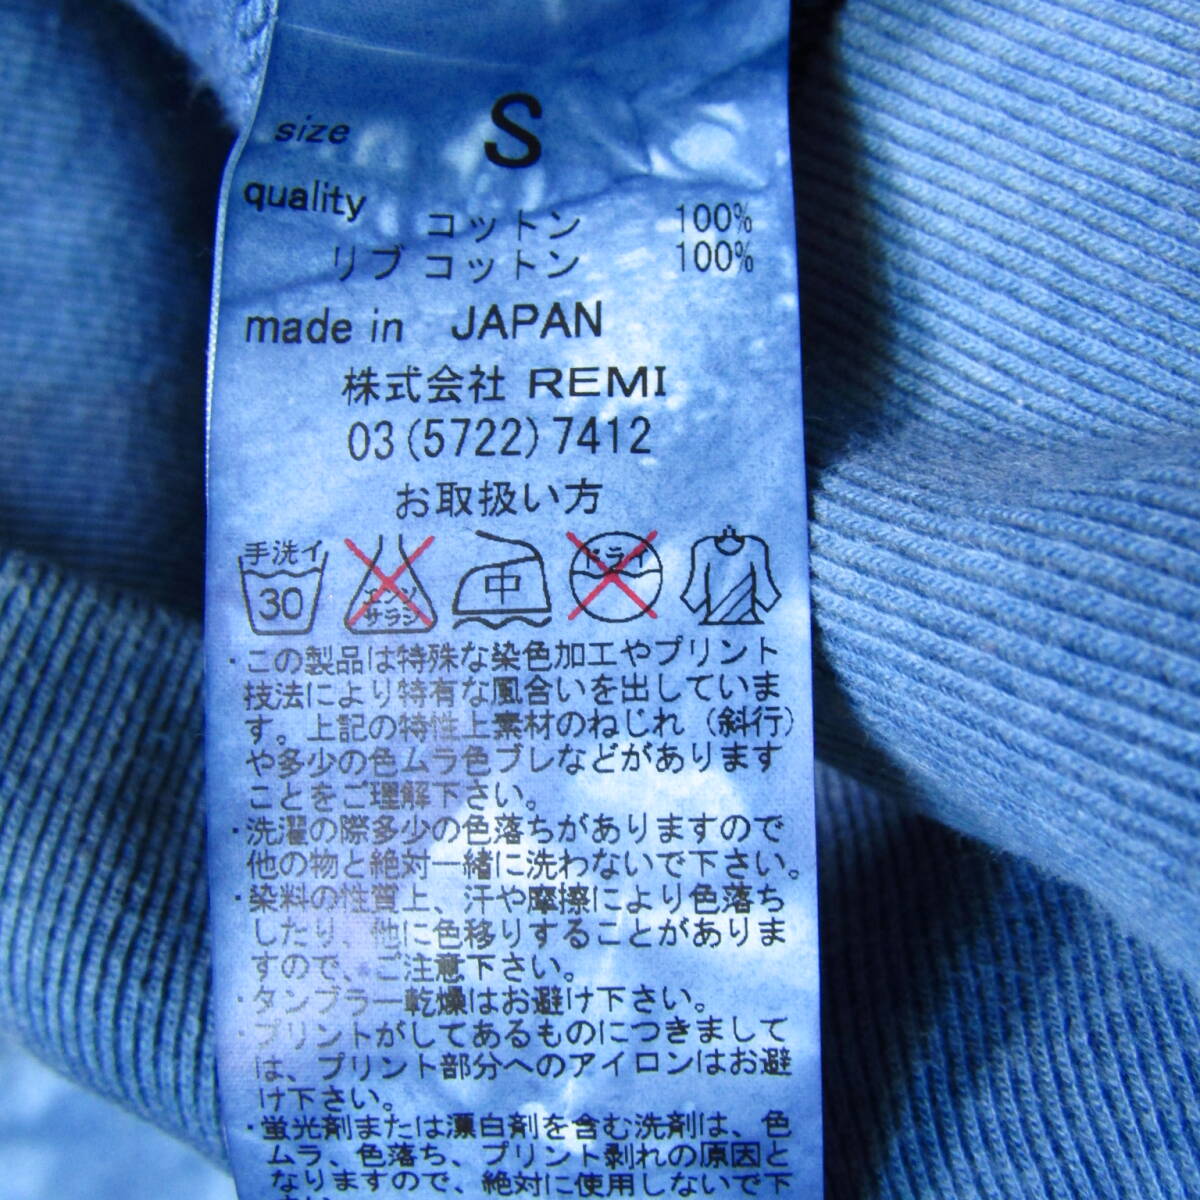 size S
quality
コットン 100%
リブ コットン 100%
made in JAPAN
株式会社 REMI
03(5722)7412
お取扱い方
手洗イ
30
エンソ
サラシ
中
ドライ
・この製品は特殊な染色加工やプリント
技法により特有な風合いを出していま
す。上記の特性上素材のねじれ(斜行)
や多少の色ムラ色ブレなどがあります
ことをご理解下さい。
・洗濯の際多少の色落ちがありますので
他の物と絶対一緒に洗わないで下さい。
・染料の性質上、汗や摩擦により色落ち
したり、他に色移りすることがありま
すので、ご注意下さい。
・タンブラー乾燥はお避け下さい。
・プリントがしてあるものにつきまして
は、プリント部分へのアイロンはお避
け下さい。
・蛍光剤または漂白剤を含む洗剤は、色
ムラ、色落ち、プリント剥れの原因と
なりますので、絶対に使用しないで下